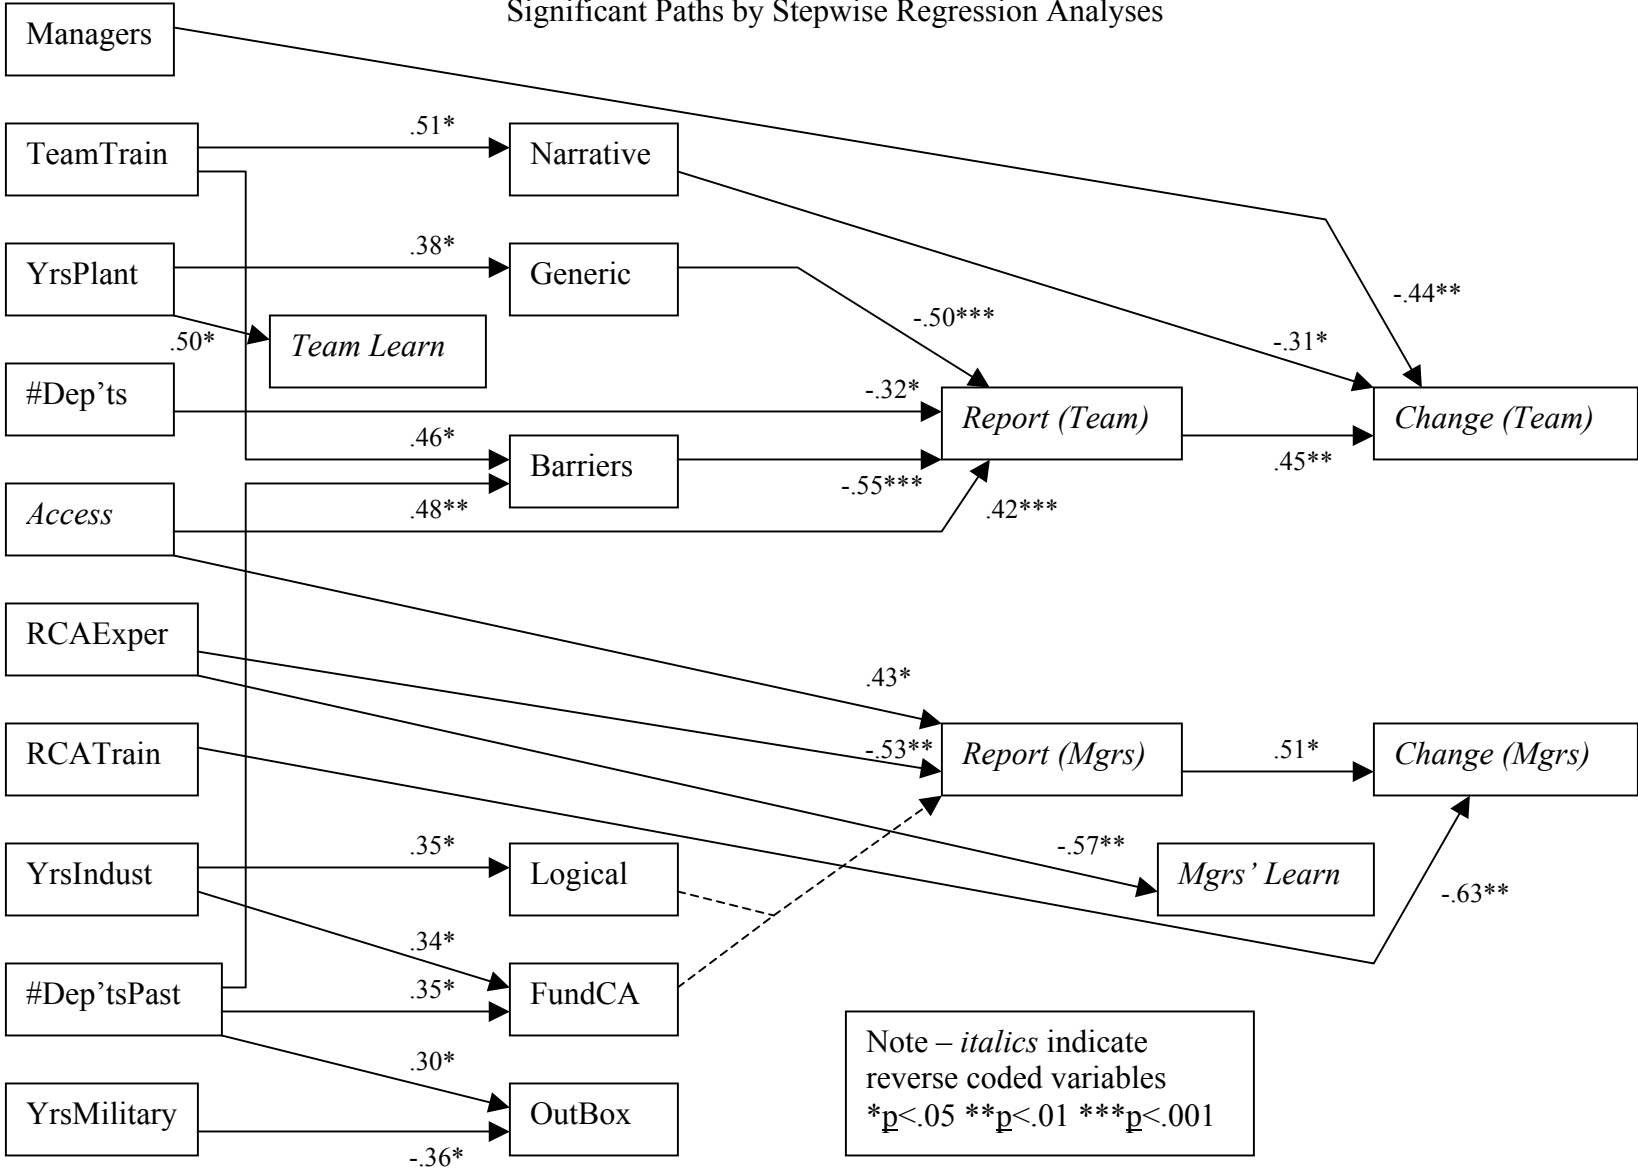 Significant Paths by Stepwise Regression Analyses
Managers
TeamTrain
.51*
Narrative
YrsPlant
.38*
Generic
-.44**
-.50***
.50*
Team Learn
-.31*
#Dep’ts
-.32*
Report (Team)
Change (Team)
.46*
Barriers
.45**
-.55***
Access
.48**
.42***
RCAExper
.43*
RCATrain
-.53**
Report (Mgrs)
.51*
Change (Mgrs)
YrsIndust
.35*
Logical
-.57**
Mgrs’ Learn
-.63**
.34*
#Dep’tsPast
.35*
FundCA
.30*
YrsMilitary
OutBox
-.36*
Note – italics indicate
reverse coded variables
*p<.05 **p<.01 ***p<.001